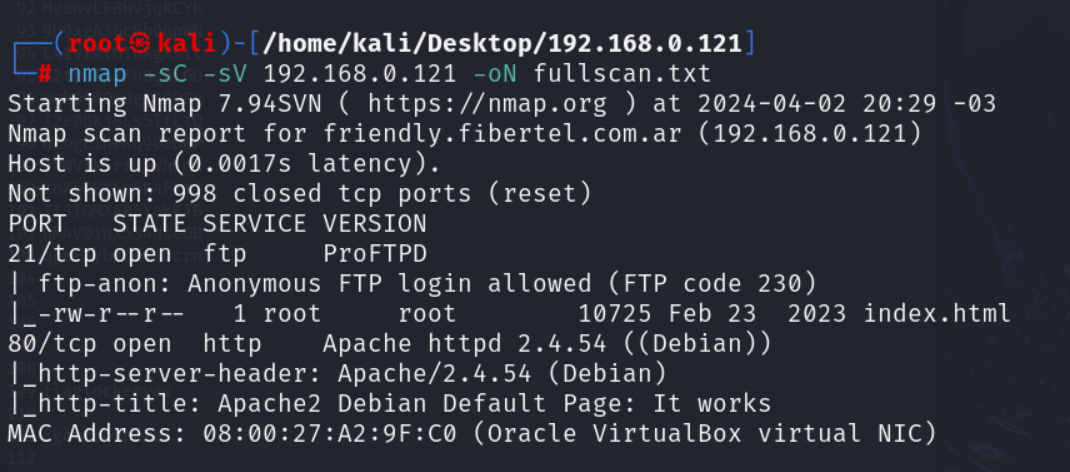 ┌──(root㉿kali)-[/home/kali/Desktop/192.168.0.121]
└─# nmap -sC -sV 192.168.0.121 -oN fullscan.txt
Starting Nmap 7.94SVN ( https://nmap.org ) at 2024-04-02 20:29 -03
Nmap scan report for friendly.fibertel.com.ar (192.168.0.121)
Host is up (0.0017s latency).
Not shown: 998 closed tcp ports (reset)
PORT   STATE SERVICE VERSION
21/tcp open  ftp     ProFTPD
| ftp-anon: Anonymous FTP login allowed (FTP code 230)
|_-rw-r--r--   1 root     root        10725 Feb 23  2023 index.html
80/tcp open  http    Apache httpd 2.4.54 ((Debian))
|_http-server-header: Apache/2.4.54 (Debian)
|_http-title: Apache2 Debian Default Page: It works
MAC Address: 08:00:27:A2:9F:C0 (Oracle VirtualBox virtual NIC)